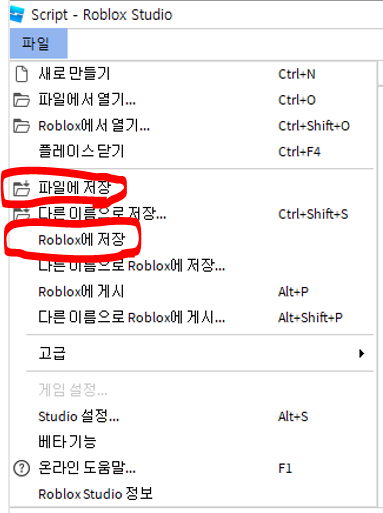 Script - Roblox Studio
파일
새로 만들기 Ctrl+N
파일에서 열기... Ctrl+O
Roblox에서 열기... Ctrl+Shift+O
플레이스 닫기 Ctrl+F4
파일에 저장
다른 이름으로 저장... Ctrl+Shift+S
Roblox에 저장
다른 이름으로 Roblox에 저장...
Roblox에 게시 Alt+P
다른 이름으로 Roblox에 게시... Alt+Shift+P
고급
게임 설정...
Studio 설정... Alt+S
베타 기능
온라인 도움말... F1
Roblox Studio 정보